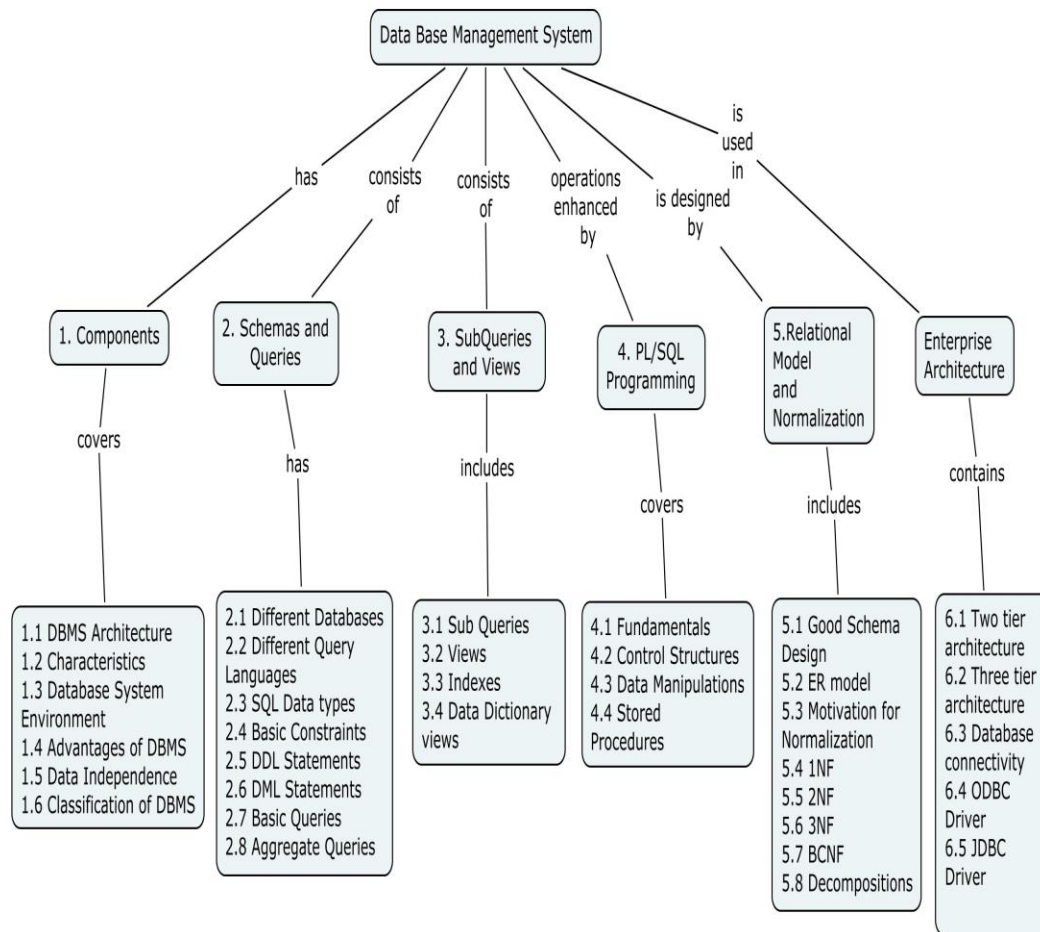 Data Base Management System
has
consists
of
consists
of
operations
enhanced
by
is designed
by
is
used
in
1. Components
2. Schemas and
Queries
3. SubQueries
and Views
4. PL/SQL
Programming
5.Relational
Model
and
Normalization
Enterprise
Architecture
covers
has
includes
covers
includes
contains
1.1 DBMS Architecture
1.2 Characteristics
1.3 Database System
Environment
1.4 Advantages of DBMS
1.5 Data Independence
1.6 Classification of DBMS
2.1 Different Databases
2.2 Different Query
Languages
2.3 SQL Data types
2.4 Basic Constraints
2.5 DDL Statements
2.6 DML Statements
2.7 Basic Queries
2.8 Aggregate Queries
3.1 Sub Queries
3.2 Views
3.3 Indexes
3.4 Data Dictionary
views
4.1 Fundamentals
4.2 Control Structures
4.3 Data Manipulations
4.4 Stored
Procedures
5.1 Good Schema
Design
5.2 ER model
5.3 Motivation for
Normalization
5.4 1NF
5.5 2NF
5.6 3NF
5.7 BCNF
5.8 Decompositions
6.1 Two tier
architecture
6.2 Three tier
architecture
6.3 Database
connectivity
6.4 ODBC
Driver
6.5 JDBC
Driver